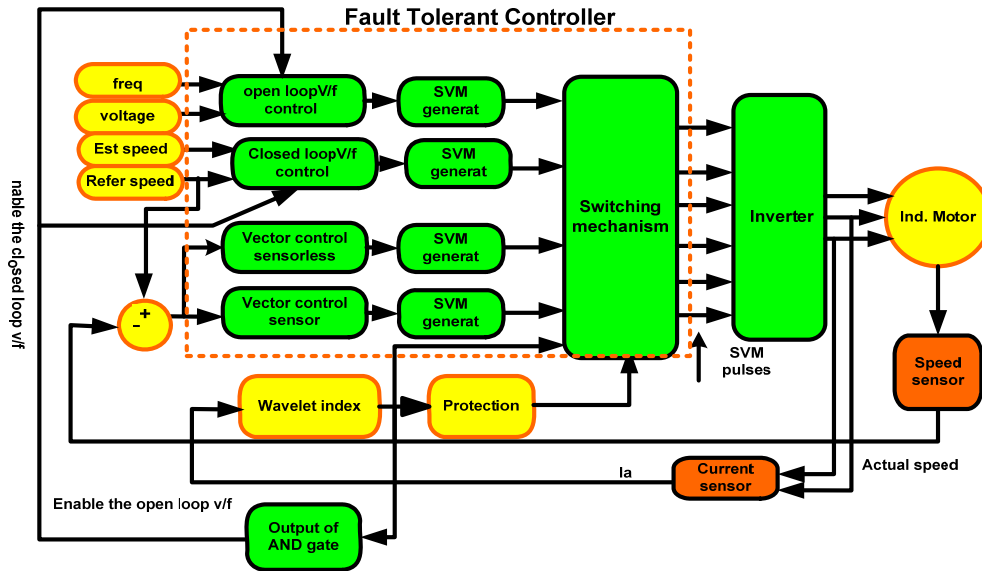 Fault Tolerant Controller
freq
voltage
Est speed
Refer speed
open loopV/f
control
SVM
generat
Closed loopV/f
control
SVM
generat
Vector control
sensorless
SVM
generat
Vector control
sensor
SVM
generat
Switching
mechanism
Inverter
Ind. Motor
+
-
SVM
pulses
Speed
sensor
Wavelet index
Protection
Ia
Current
sensor
Actual speed
Enable the open loop v/f
Output of
AND gate
nable the clOsed loop v/f